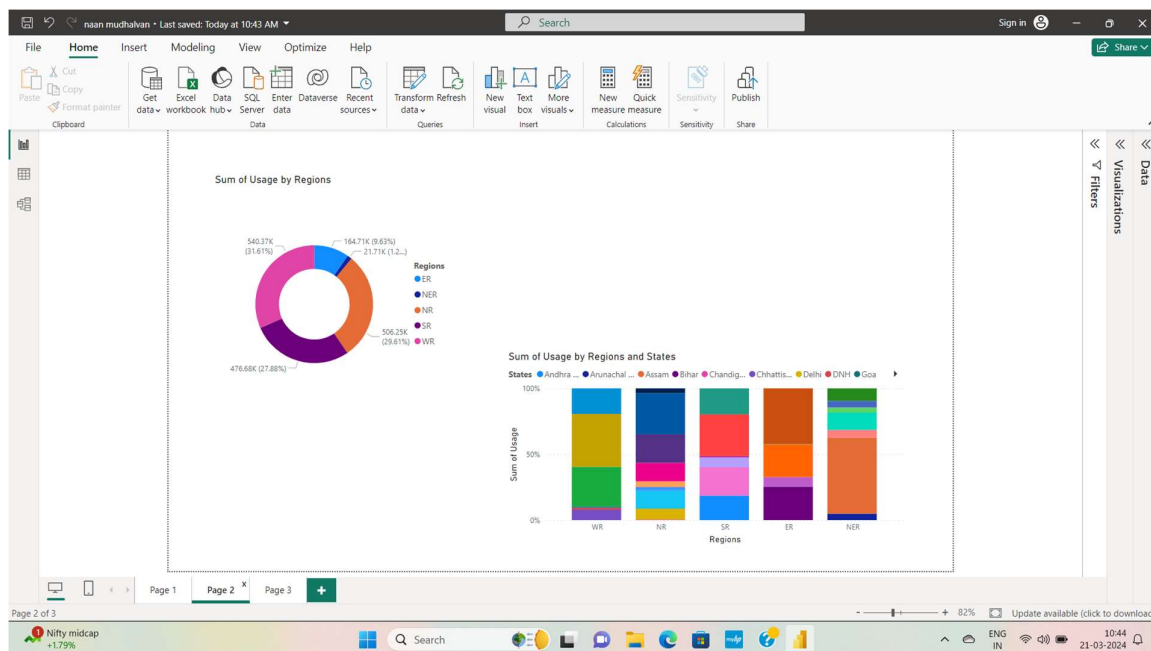 naan mudhalvan • Last saved: Today at 10:43 AM
Search
Sign in
File Home Insert Modeling View Optimize Help
Share
Paste
Cut
Copy
Format painter
Clipboard
Get data
Excel workbook
Data hub
SQL Server
Enter data
Dataverse
Recent sources
Data
Transform data
Refresh
Queries
New visual
Text box
More visuals
Insert
New measure
Quick measure
Calculations
Sensitivity
Sensitivity
Publish
Share
Filters
Visualizations
Data
Sum of Usage by Regions
540.37K
(31.61%)
164.71K (9.63%)
21.71K (1.2...)
506.25K
(29.61%)
476.68K (27.88%)
Regions
ER
NER
NR
SR
WR
Sum of Usage by Regions and States
States Andhra ... Arunachal ... Assam Bihar Chandig... Chhattis... Delhi DNH Goa
100%
50%
0%
Sum of Usage
WR NR SR ER NER
Regions
Page 1 Page 2 x Page 3 +
Page 2 of 3
- + 82%
Update available (click to download
1
Nifty midcap
+1.79%
Search
ENG
IN
10:44
21-03-2024